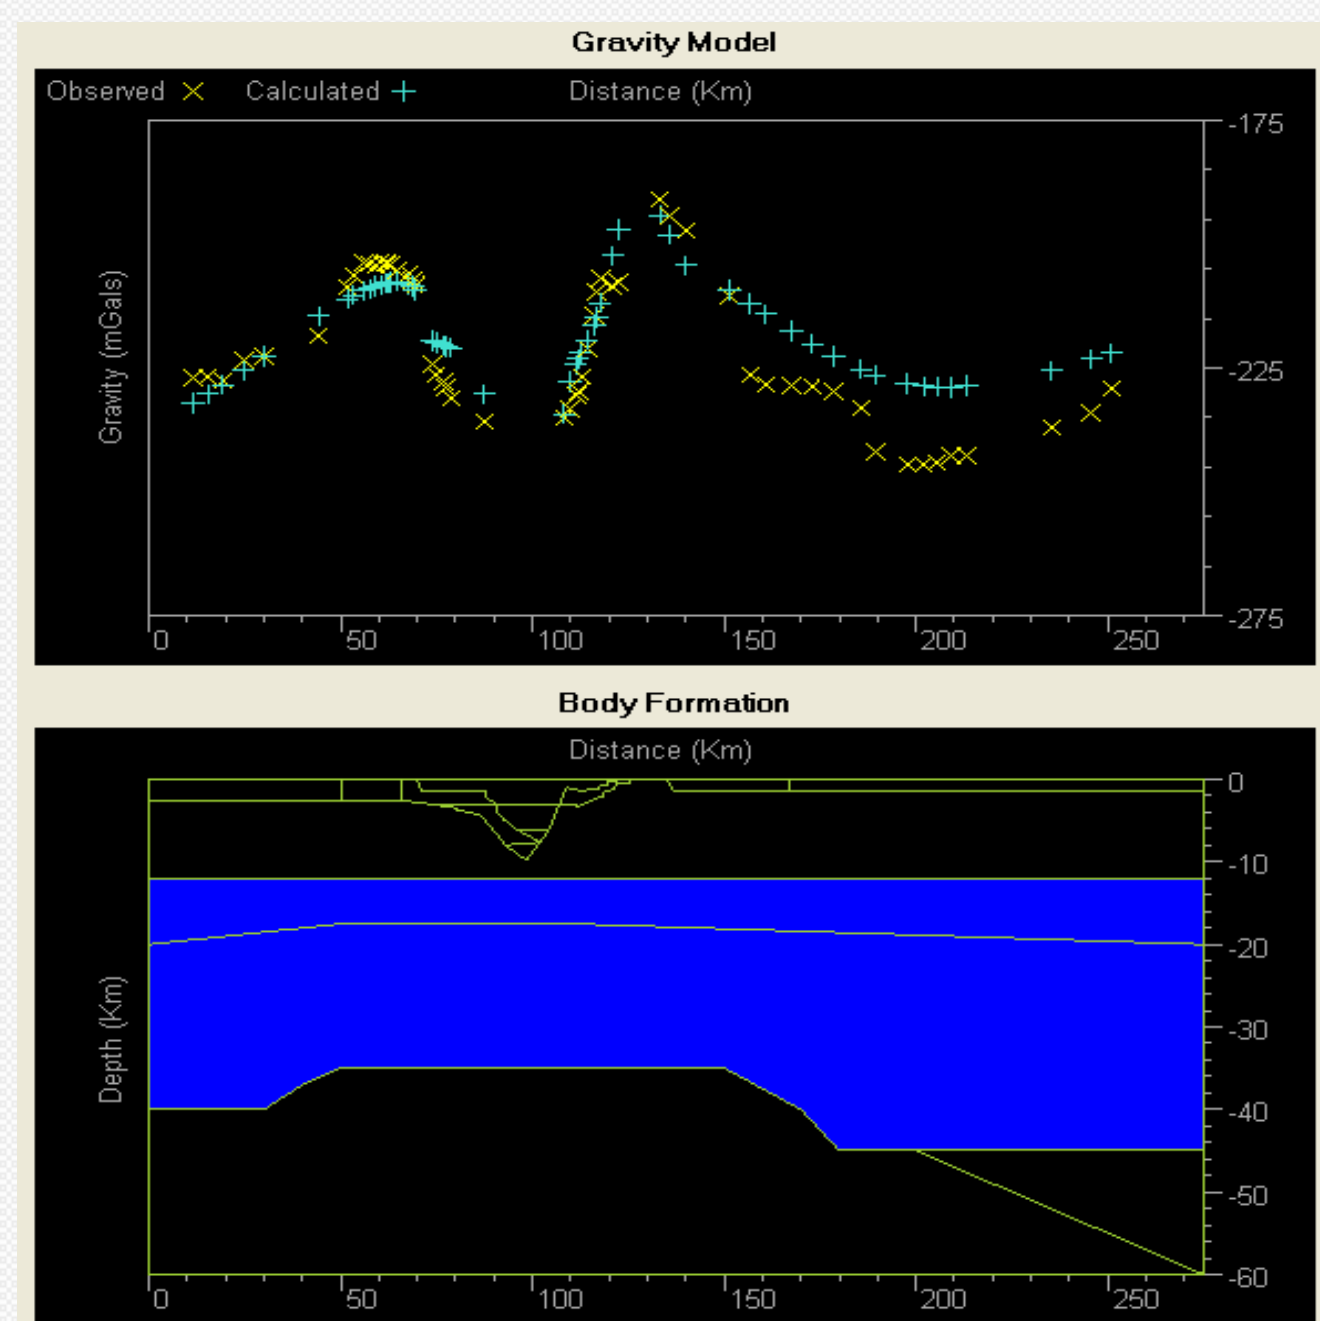 Gravity Model
Observed × Calculated + Distance (Km)
-175
Gravity (mGals)
-225
-275
0 50 100 150 200 250
Body Formation
Distance (Km)
0
-10
-20
Depth (Km)
-30
-40
-50
-60
0 50 100 150 200 250